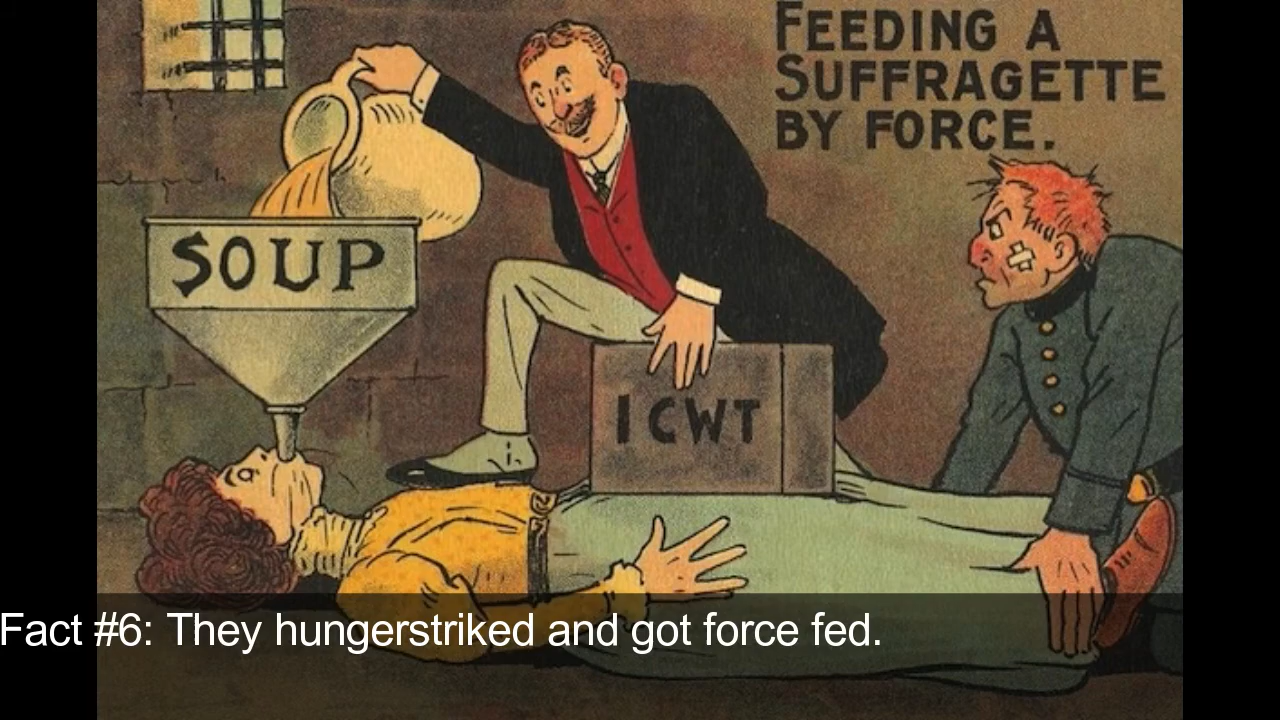 FEEDING A
SUFFRAGETTE
BY FORCE.
SOUP
1 CWT
Fact #6: They hungerstriked and got force fed.